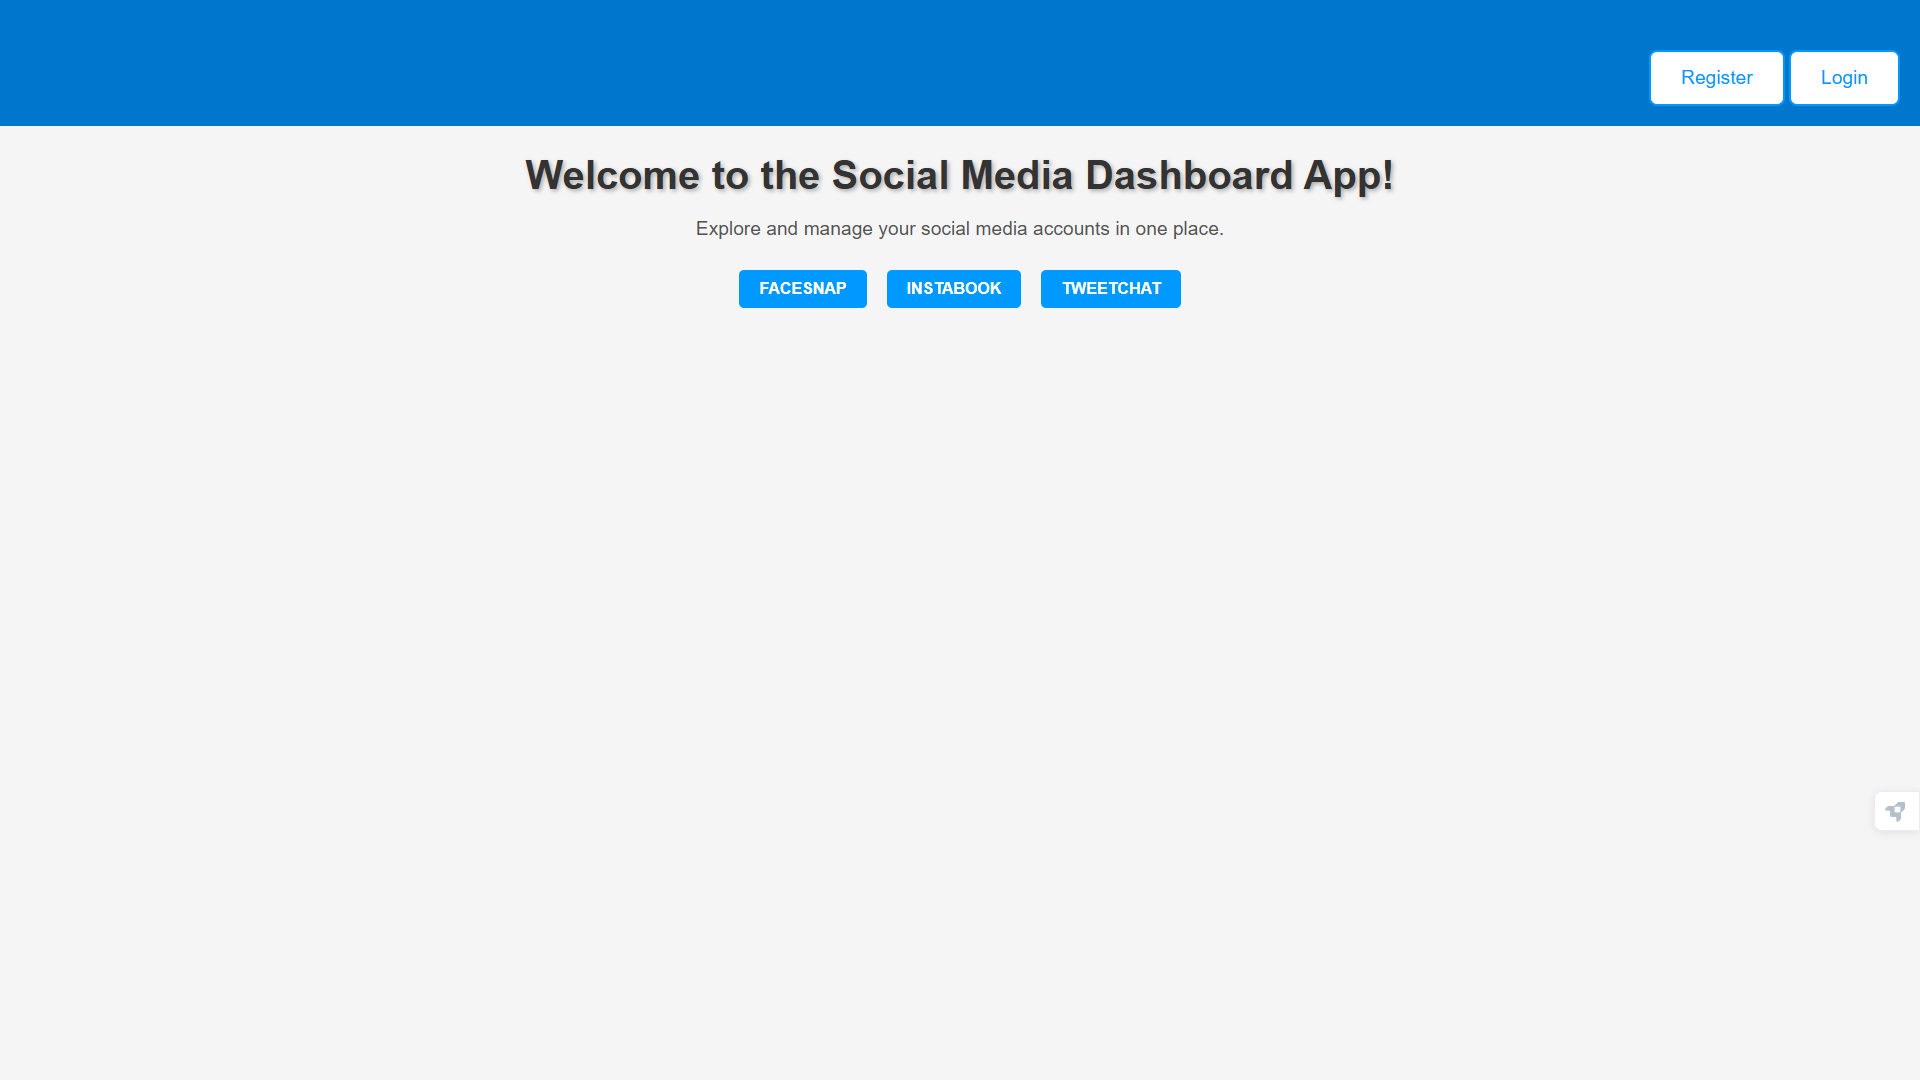 Register Login
Welcome to the Social Media Dashboard App!
Explore and manage your social media accounts in one place.
FACESNAP INSTABOOK TWEETCHAT